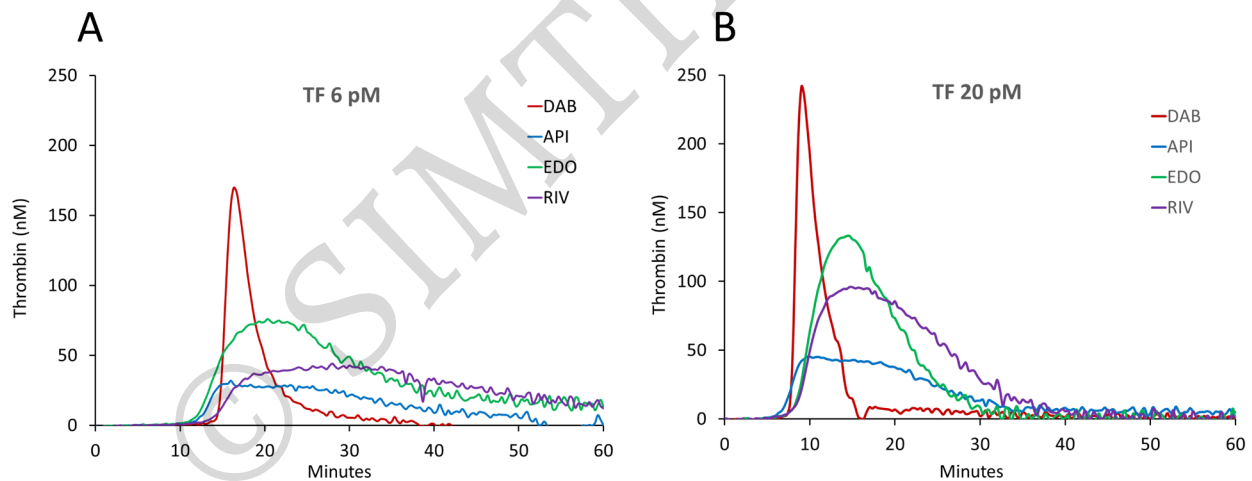 A
TF 6 pM
250
200
150
100
50
0
Thrombin (nM)
DAB
API
EDO
RIV
0 10 20 30 40 50 60
Minutes
B
TF 20 pM
250
200
150
100
50
0
Thrombin (nM)
DAB
API
EDO
RIV
0 10 20 30 40 50 60
Minutes
© SIMTI